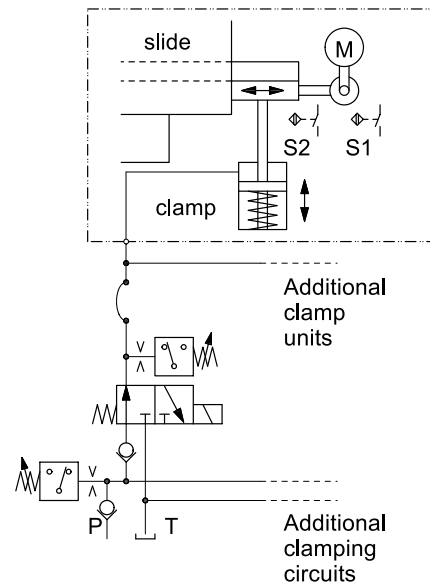 slide
M
S2
S1
clamp
Additional
clamp
units
P
T
Additional
clamping
circuits